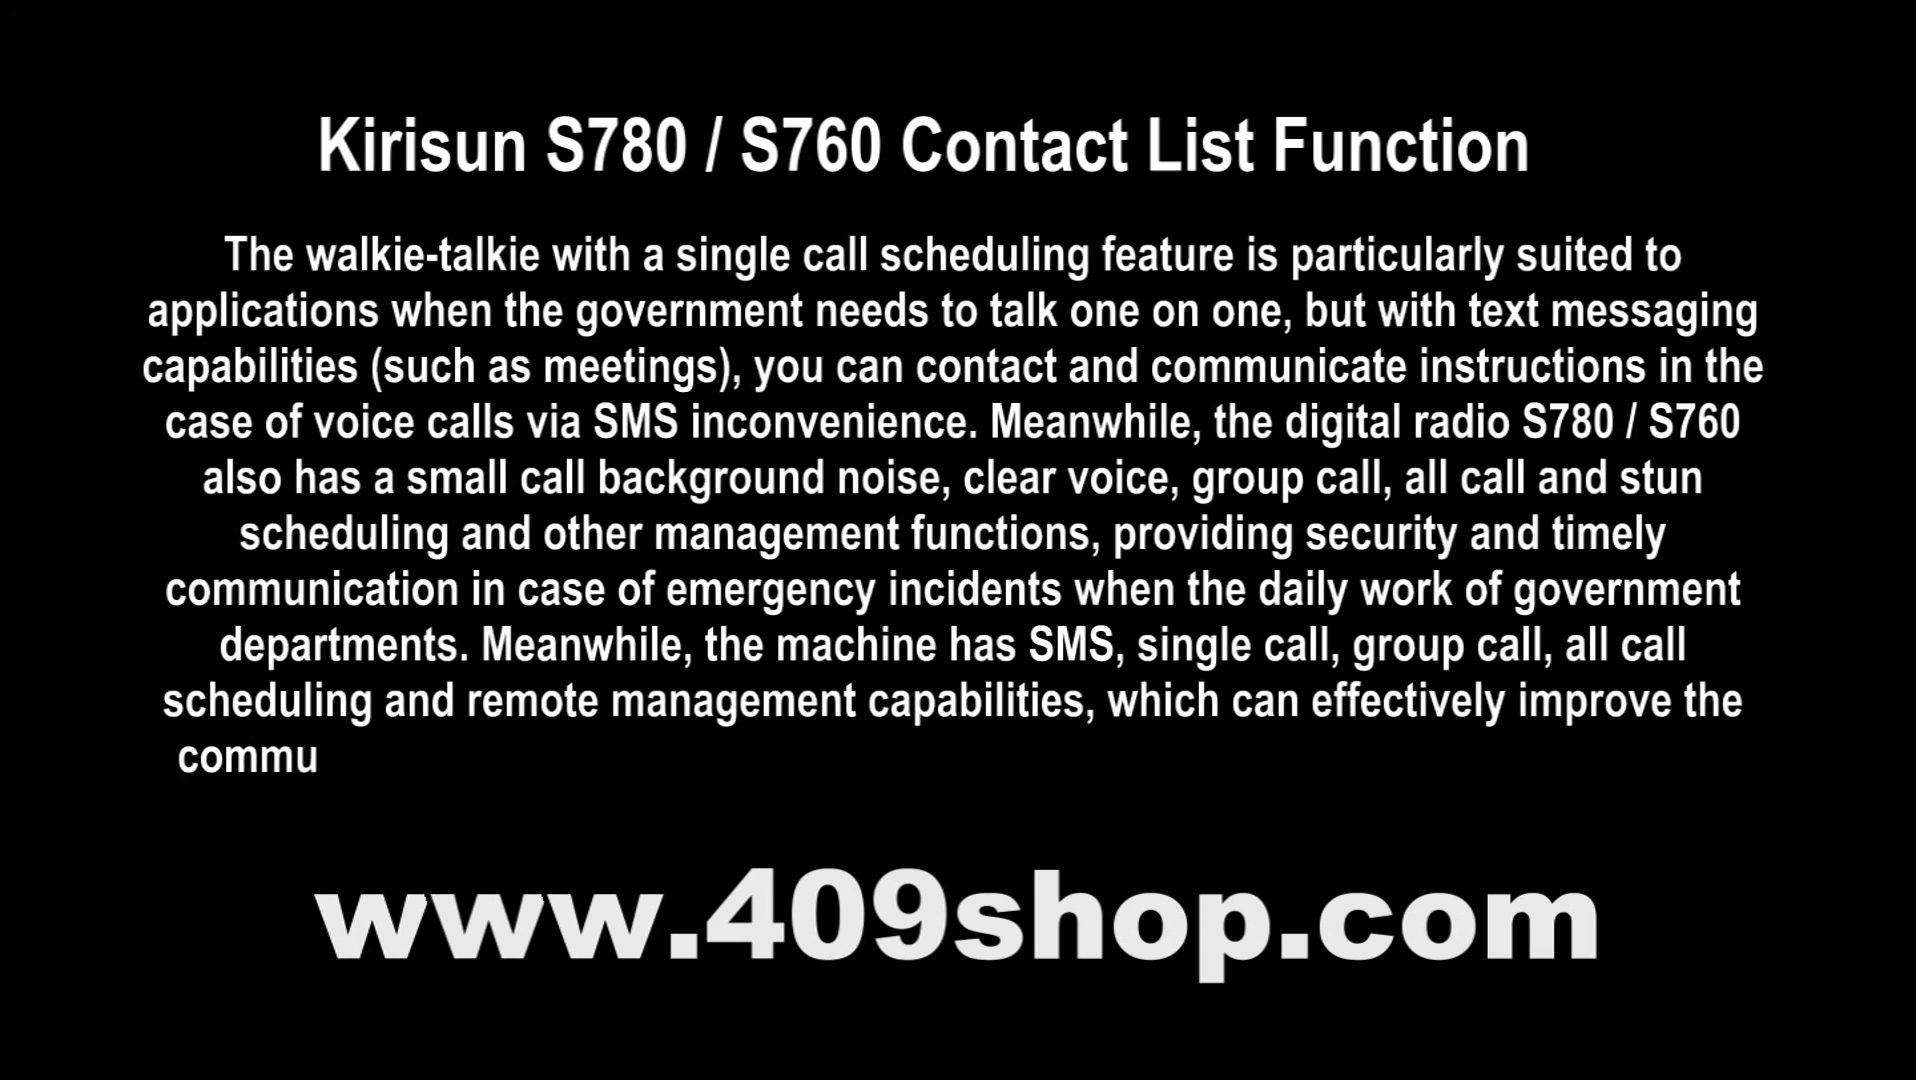 Kirisun S780 / S760 Contact List Function
The walkie-talkie with a single call scheduling feature is particularly suited to
applications when the government needs to talk one on one, but with text messaging
capabilities (such as meetings), you can contact and communicate instructions in the
case of voice calls via SMS inconvenience. Meanwhile, the digital radio S780 / S760
also has a small call background noise, clear voice, group call, all call and stun
scheduling and other management functions, providing security and timely
communication in case of emergency incidents when the daily work of government
departments. Meanwhile, the machine has SMS, single call, group call, all call
scheduling and remote management capabilities, which can effectively improve the
commu
www.409shop.com